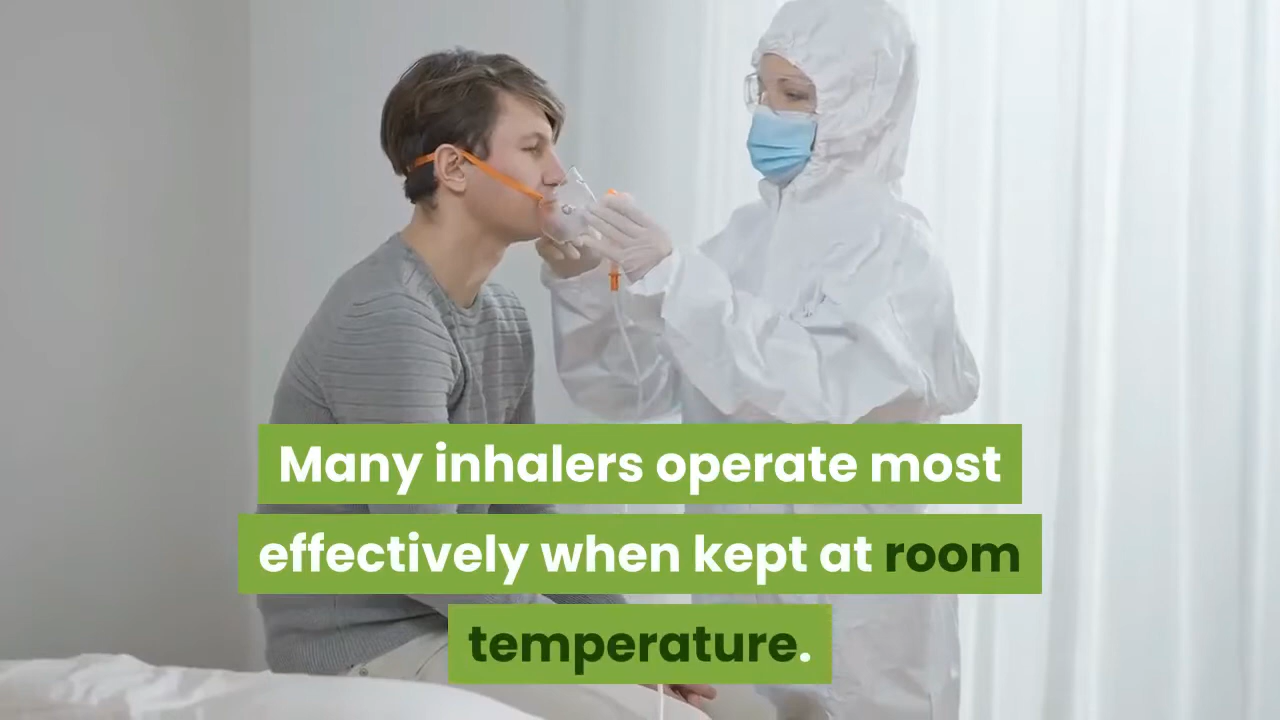 Many inhalers operate most
effectively when kept at room
temperature.